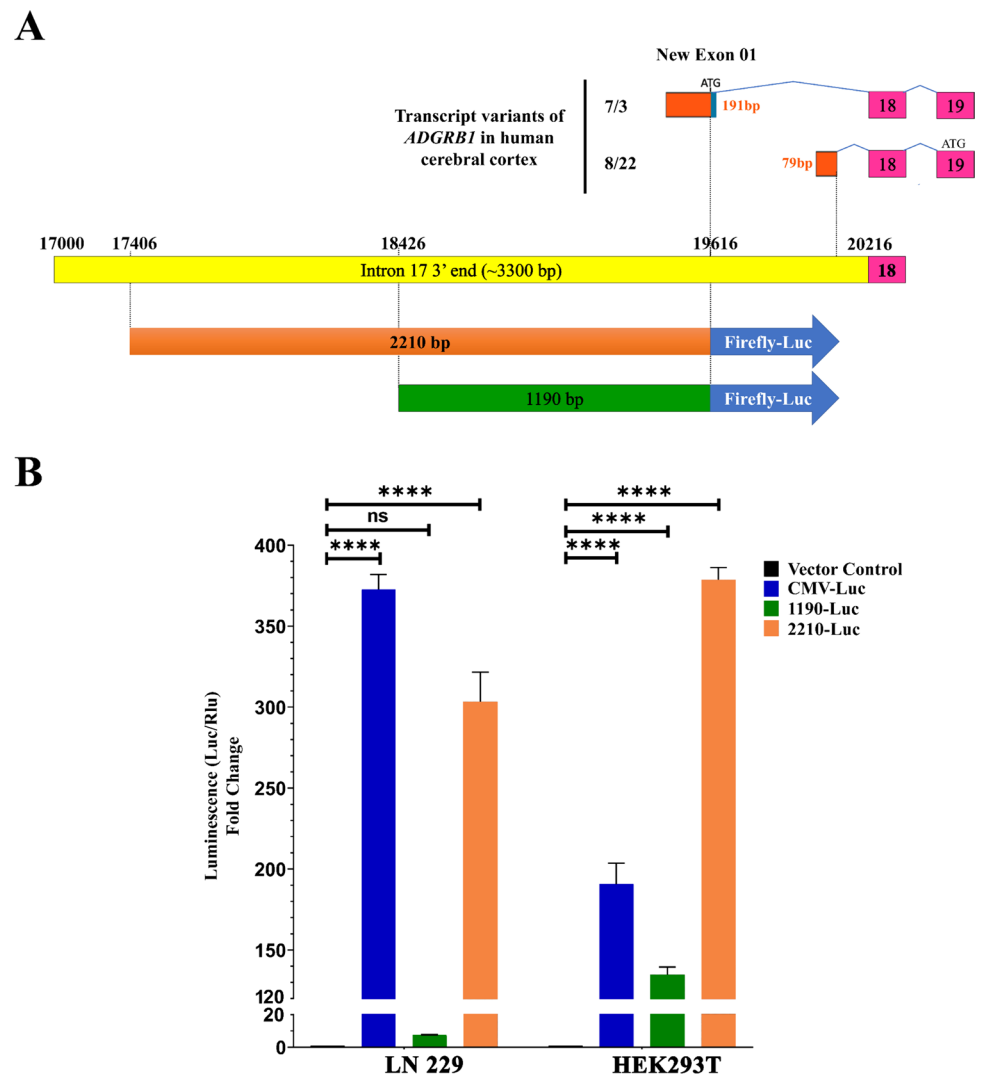 A
New Exon 01
ATG
Transcript variants of
ADGRB1 in human
cerebral cortex
7/3
191bp
18
19
ATG
8/22
79bp
18
19
17000
17406
18426
19616
20216
Intron 17 3’ end (~3300 bp)
18
2210 bp
Firefly-Luc
1190 bp
Firefly-Luc
B
****
ns
****
****
****
****
400
350
300
250
200
150
120
20
0
Luminescence (Luc/Rlu)
Fold Change
Vector Control
CMV-Luc
1190-Luc
2210-Luc
LN 229
HEK293T